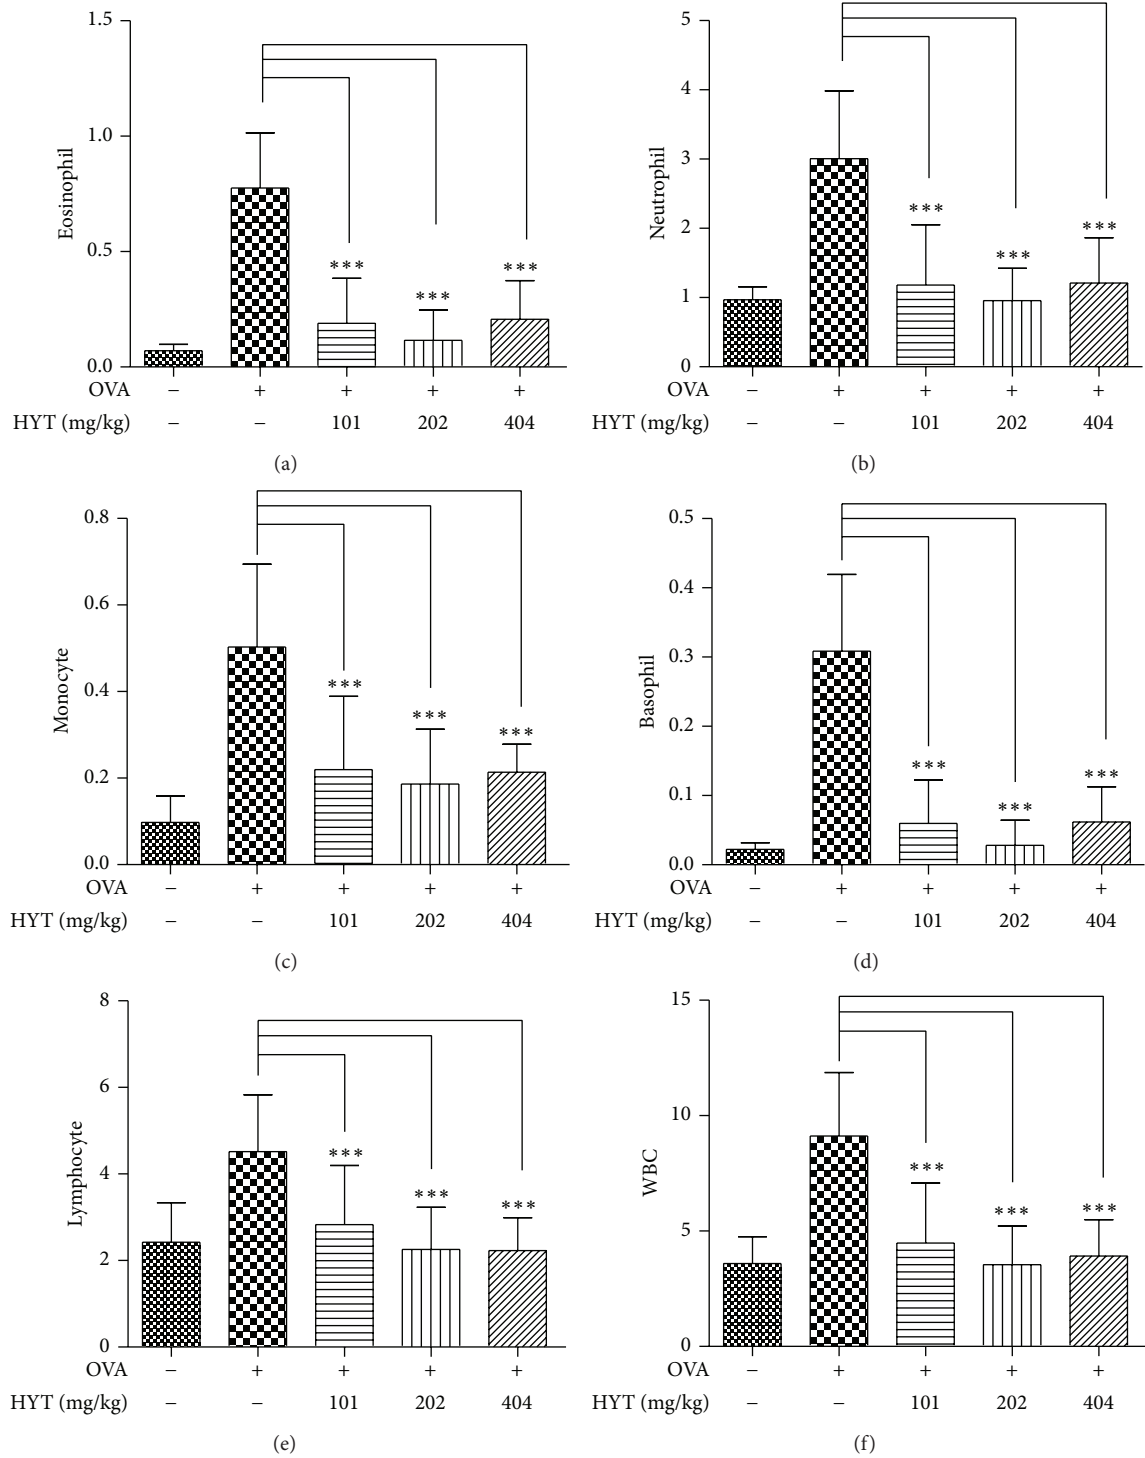 1.5
1.0
Eosinophil
0.5
***
***
***
0.0
OVA − + + + +
HYT (mg/kg) − − 101 202 404
(a)
5
4
3
Neutrophil
***
***
***
2
1
0
OVA − + + + +
HYT (mg/kg) − − 101 202 404
(b)
0.8
0.6
Monocyte
0.4
***
***
***
0.2
0.0
OVA − + + + +
HYT (mg/kg) − − 101 202 404
(c)
0.5
0.4
0.3
Basophil
0.2
***
***
***
0.1
0.0
OVA − + + + +
HYT (mg/kg) − − 101 202 404
(d)
8
6
Lymphocyte
***
***
***
4
2
0
OVA − + + + +
HYT (mg/kg) − − 101 202 404
(e)
15
10
WBC
***
***
***
5
0
OVA − + + + +
HYT (mg/kg) − − 101 202 404
(f)